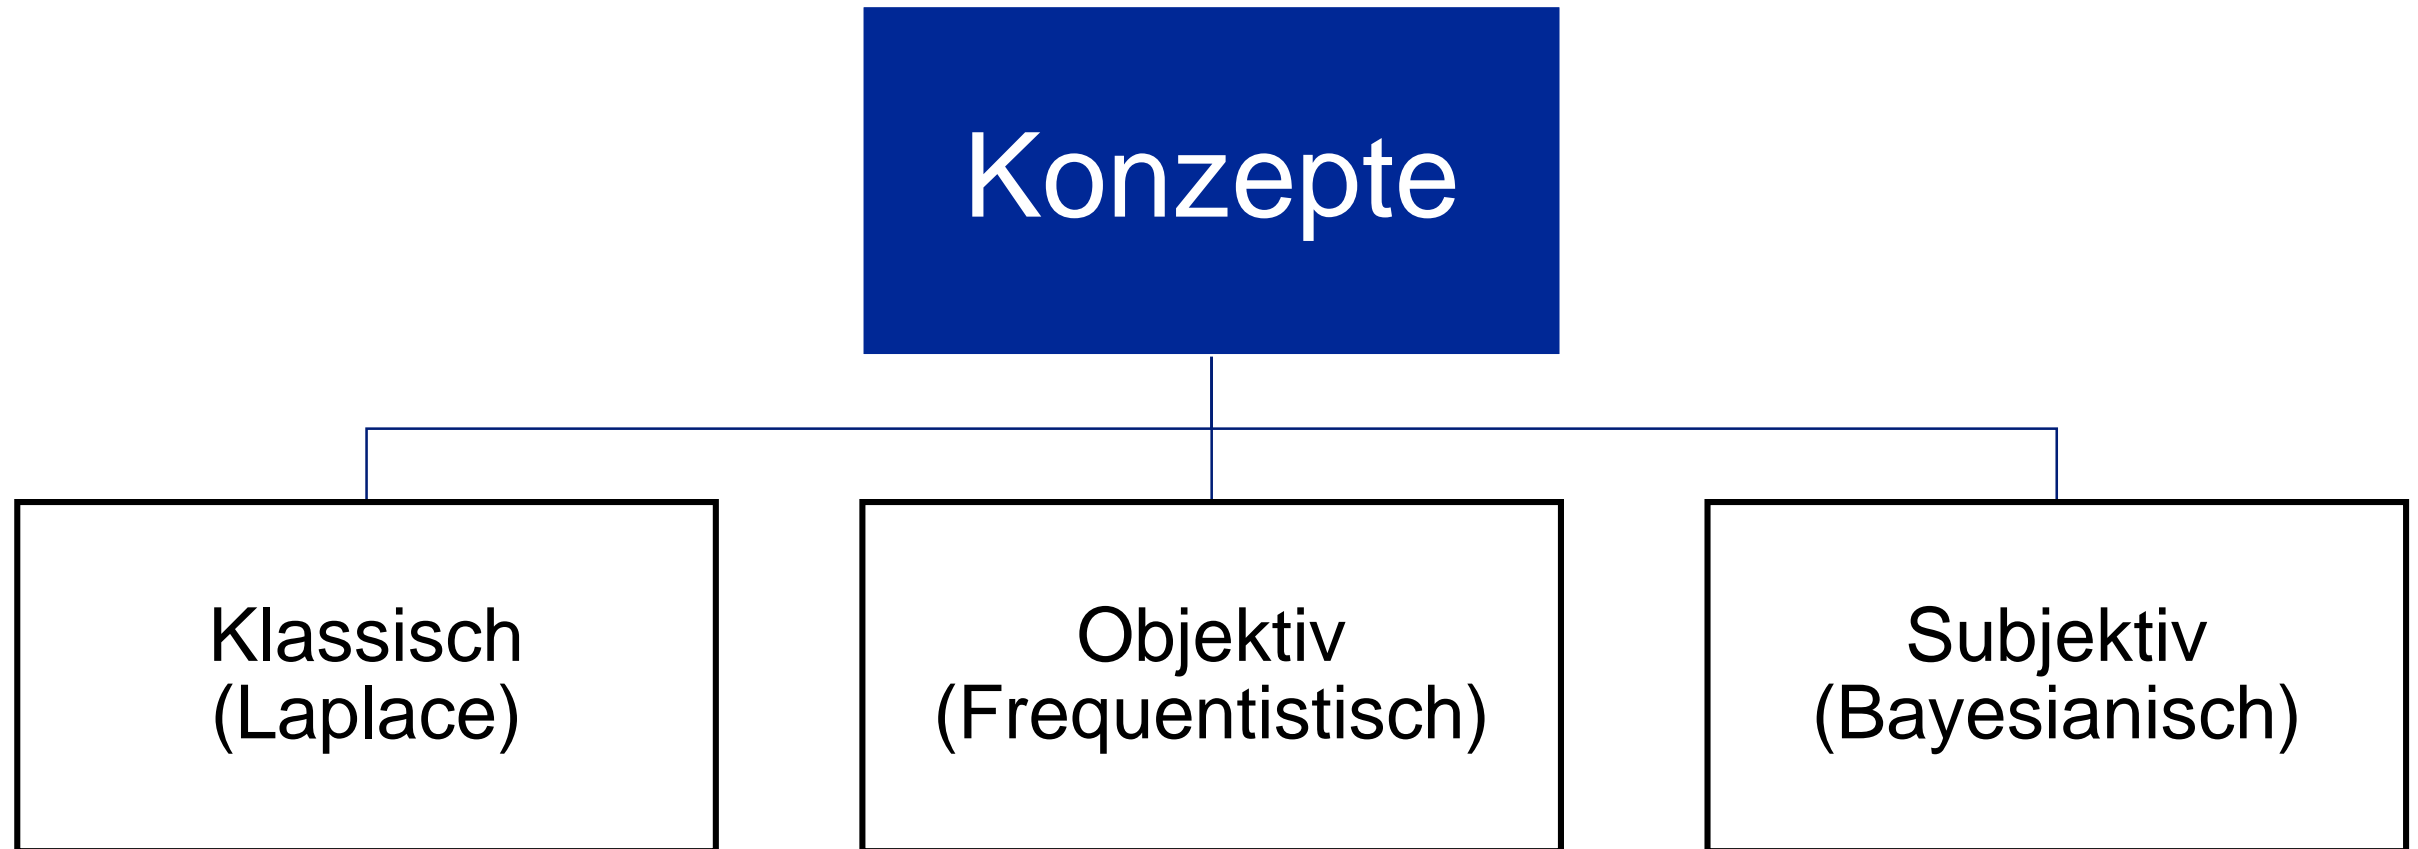 Konzepte
Klassisch
(Laplace)
Objektiv
(Frequentistisch)
Subjektiv
(Bayesianisch)